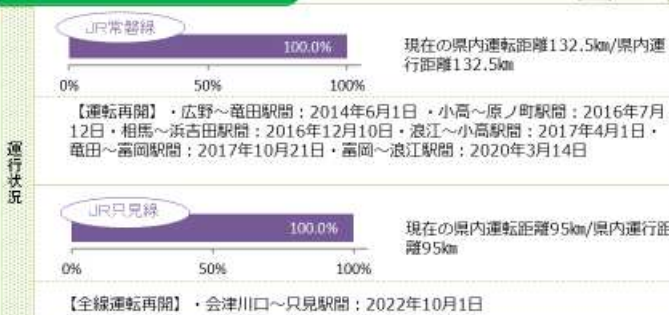 JR常磐線
100.0%
現在の県内運転距離132.5km/県内運
行距離132.5km
0% 50% 100%
【運転再開】・広野～竜田駅間：2014年6月1日 ・小高～原ノ町駅間：2016年7月
12日・相馬～浜吉田駅間：2016年12月10日・浪江～小高駅間：2017年4月1日・
竜田～富岡駅間：2017年10月21日・富岡～浪江駅間：2020年3月14日
運行状況
JR只見線
100.0%
現在の県内運転距離95km/県内運行距
離95km
0% 50% 100%
【全線運転再開】・会津川口～只見駅間：2022年10月1日